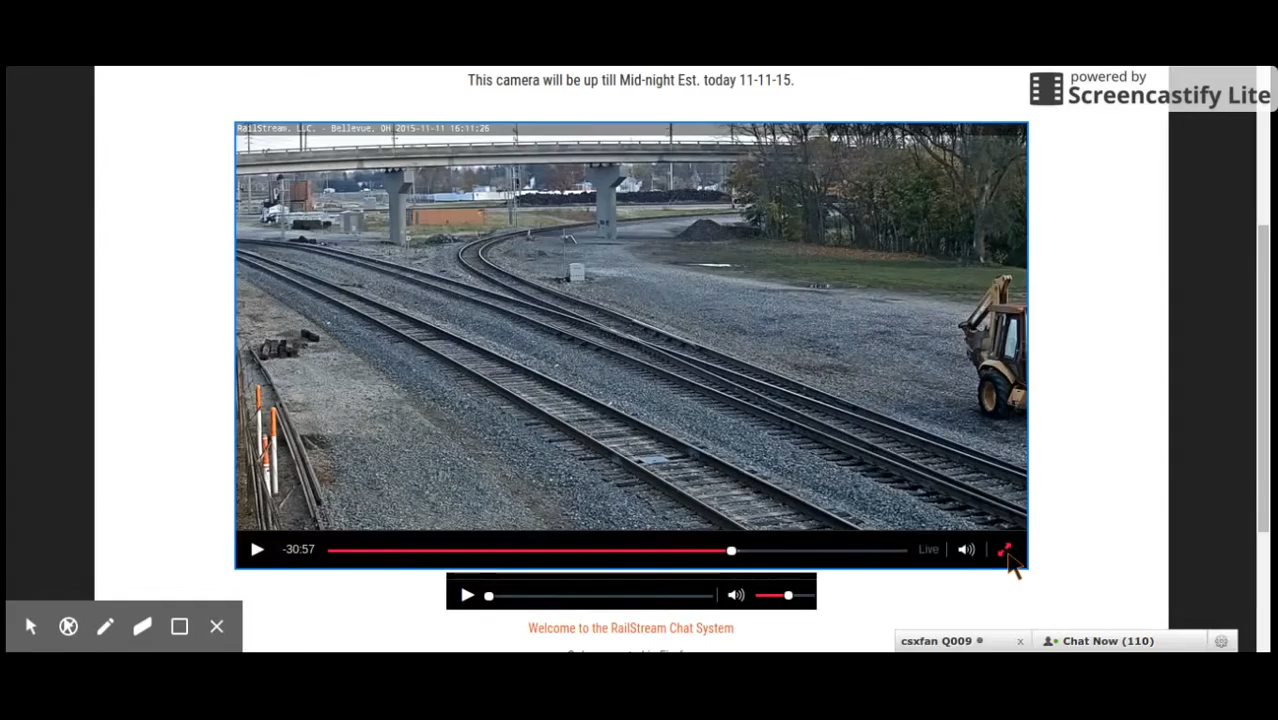 This camera will be up till Mid-night Est. today 11-11-15.
powered by
Screencastify Lite
RailStream, LLC. - Bellevue, OH 2015-11-11 16:11:26
-30:57
Live
Welcome to the RailStream Chat System
csxfan Q009
x
Chat Now (110)